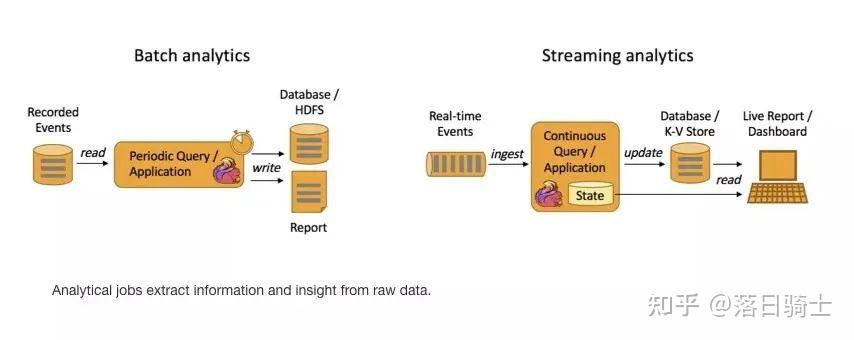 Batch analytics
Recorded
Events
read
Periodic Query /
Application
write
Database /
HDFS
Report
Streaming analytics
Real-time
Events
ingest
Continuous
Query /
Application
State
update
Database /
K-V Store
read
Live Report /
Dashboard
Analytical jobs extract information and insight from raw data.
知乎 @落日骑士